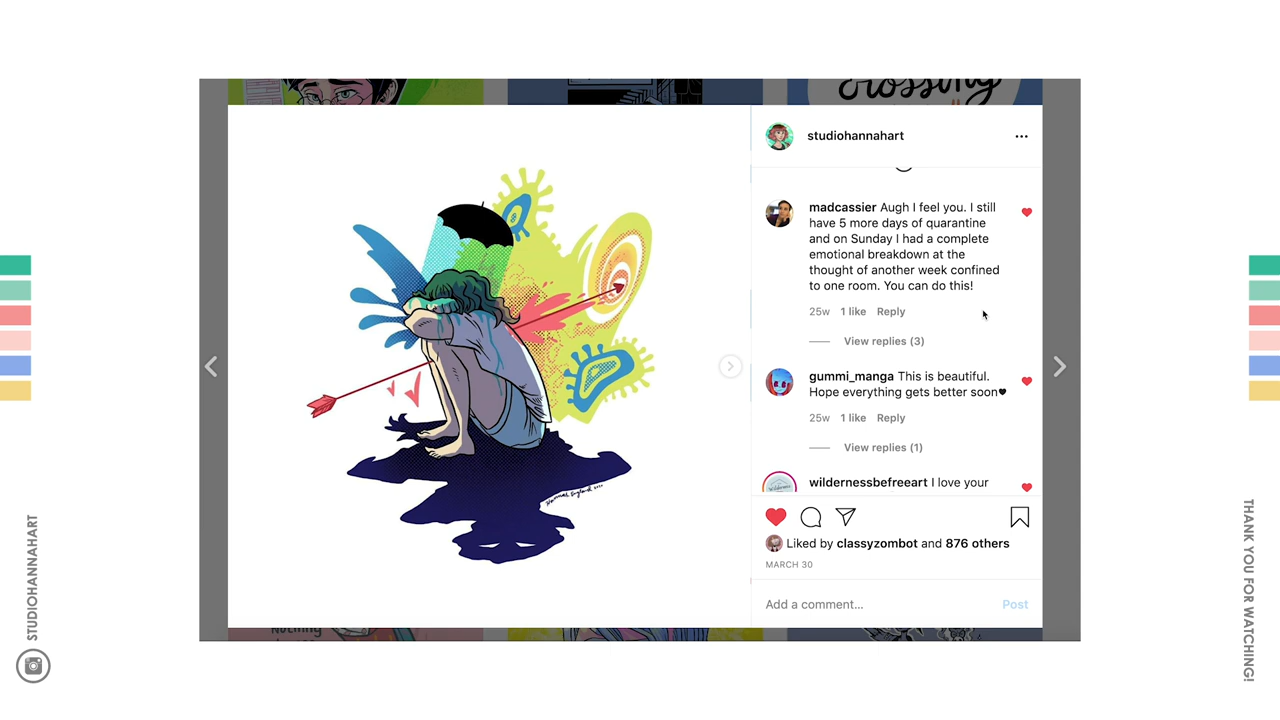 crossing
studiohannahart
madcassier Augh I feel you. I still
have 5 more days of quarantine
and on Sunday I had a complete
emotional breakdown at the
thought of another week confined
to one room. You can do this!
25w 1 like Reply
View replies (3)
gummi_manga This is beautiful.
Hope everything gets better soon🖤
25w 1 like Reply
View replies (1)
wildernessbefreeart I love your
Liked by classyzombot and 876 others
MARCH 30
Add a comment... Post
STUDIOHANNAHART
THANK YOU FOR WATCHING!